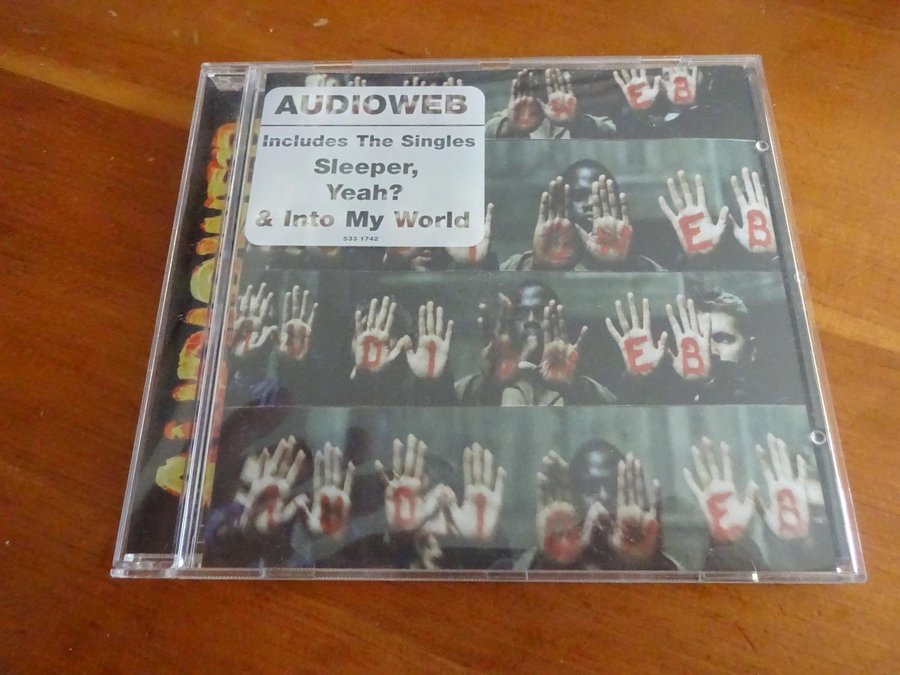 AUDIOWEB
Includes The Singles
Sleeper,
Yeah?
& Into My World
533 1742
W E B
I O W E B
A U D I O W E B
A U D I O W E B